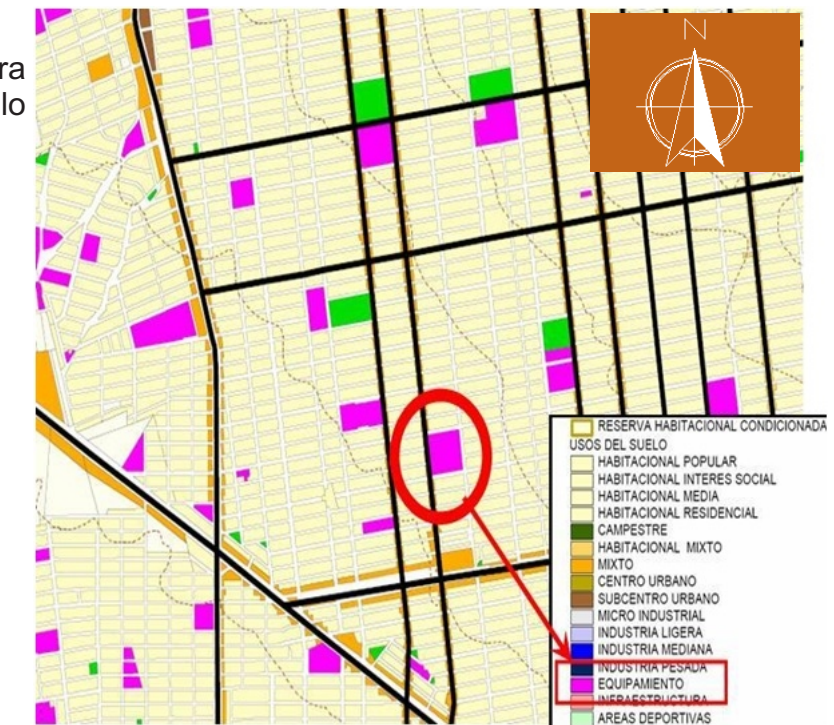 ra
lo
N
RESERVA HABITACIONAL CONDICIONADA
USOS DEL SUELO
HABITACIONAL POPULAR
HABITACIONAL INTERES SOCIAL
HABITACIONAL MEDIA
HABITACIONAL RESIDENCIAL
CAMPESTRE
HABITACIONAL MIXTO
MIXTO
CENTRO URBANO
SUBCENTRO URBANO
MICRO INDUSTRIAL
INDUSTRIA LIGERA
INDUSTRIA MEDIANA
INDUSTRIA PESADA
EQUIPAMIENTO
INFRAESTRUCTURA
AREAS DEPORTIVAS